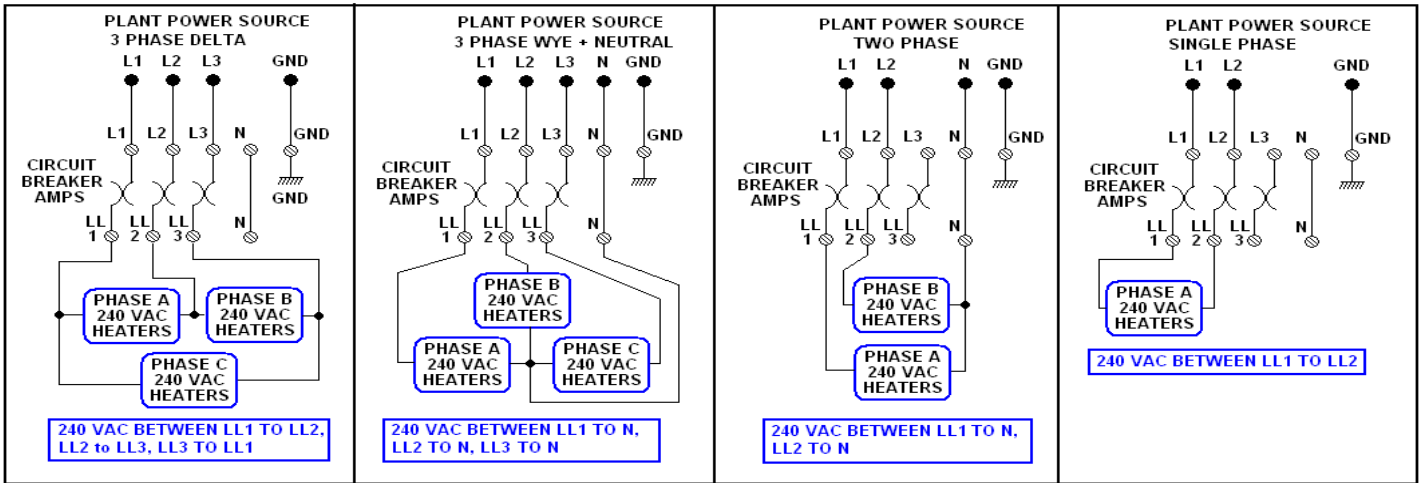 PLANT POWER SOURCE
3 PHASE DELTA
L1 L2 L3 GND
L1 L2 L3 N GND
CIRCUIT
BREAKER
AMPS
GND
LL LL LL N
1 2 3
PHASE A
240 VAC
HEATERS
PHASE B
240 VAC
HEATERS
PHASE C
240 VAC
HEATERS
240 VAC BETWEEN LL1 TO LL2,
LL2 to LL3, LL3 TO LL1
PLANT POWER SOURCE
3 PHASE WYE + NEUTRAL
L1 L2 L3 N GND
L1 L2 L3 N GND
CIRCUIT
BREAKER
AMPS
LL LL LL N
1 2 3
PHASE B
240 VAC
HEATERS
PHASE A
240 VAC
HEATERS
PHASE C
240 VAC
HEATERS
240 VAC BETWEEN LL1 TO N,
LL2 TO N, LL3 TO N
PLANT POWER SOURCE
TWO PHASE
L1 L2 N GND
L1 L2 L3 N GND
CIRCUIT
BREAKER
AMPS
LL LL LL N
1 2 3
PHASE B
240 VAC
HEATERS
PHASE A
240 VAC
HEATERS
240 VAC BETWEEN LL1 TO N,
LL2 TO N
PLANT POWER SOURCE
SINGLE PHASE
L1 L2 GND
L1 L2 L3 N GND
CIRCUIT
BREAKER
AMPS
LL LL LL N
1 2 3
PHASE A
240 VAC
HEATERS
240 VAC BETWEEN LL1 TO LL2